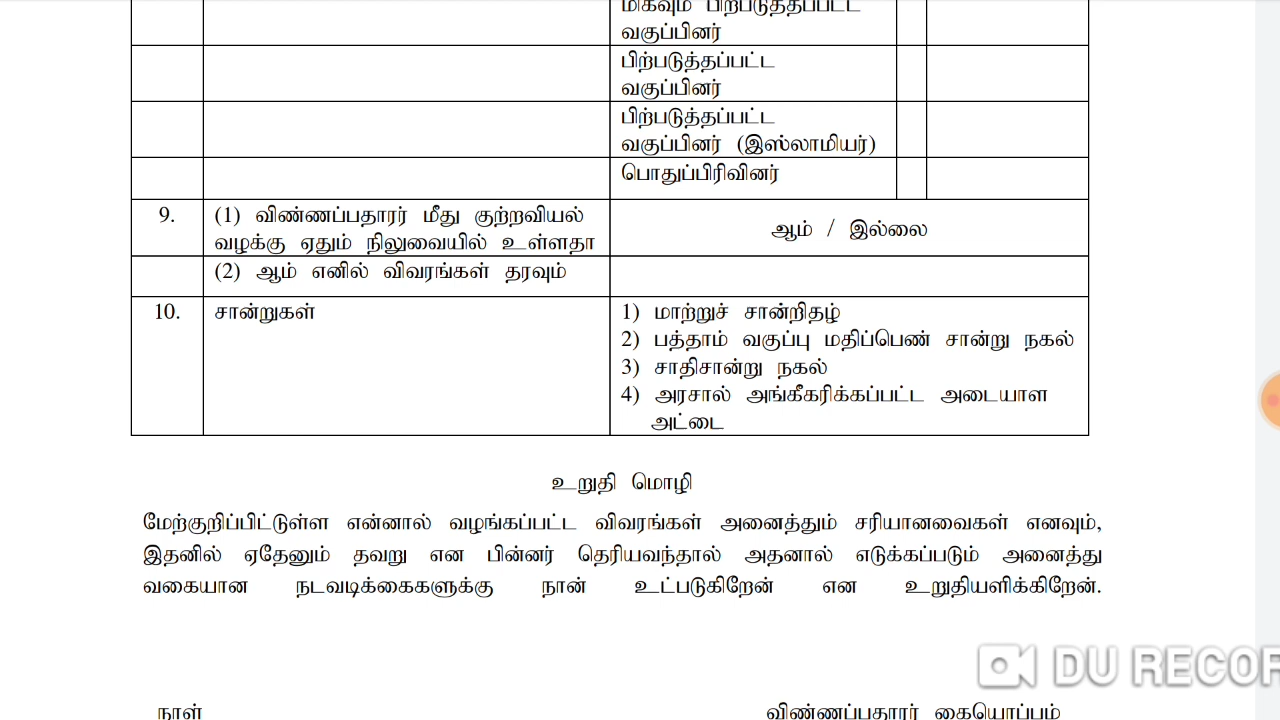 மிகவும் பிற்படுத்தப்பட்ட
வகுப்பினர்
பிற்படுத்தப்பட்ட
வகுப்பினர்
பிற்படுத்தப்பட்ட
வகுப்பினர் (இஸ்லாமியர்)
பொதுப்பிரிவினர்
9. (1) விண்ணப்பதாரர் மீது குற்றவியல்
வழக்கு ஏதும் நிலுவையில் உள்ளதா
ஆம் / இல்லை
(2) ஆம் எனில் விவரங்கள் தரவும்
10. சான்றுகள்
1) மாற்றுச் சான்றிதழ்
2) பத்தாம் வகுப்பு மதிப்பெண் சான்று நகல்
3) சாதிசான்று நகல்
4) அரசால் அங்கீகரிக்கப்பட்ட அடையாள
அட்டை
உறுதி மொழி
மேற்குறிப்பிட்டுள்ள என்னால் வழங்கப்பட்ட விவரங்கள் அனைத்தும் சரியானவைகள் எனவும்,
இதனில் ஏதேனும் தவறு என பின்னர் தெரியவந்தால் அதனால் எடுக்கப்படும் அனைத்து
வகையான நடவடிக்கைகளுக்கு நான் உட்படுகிறேன் என உறுதியளிக்கிறேன்.
DU RECOR
நாள் விண்ணப்பதாரர் கையொப்பம்